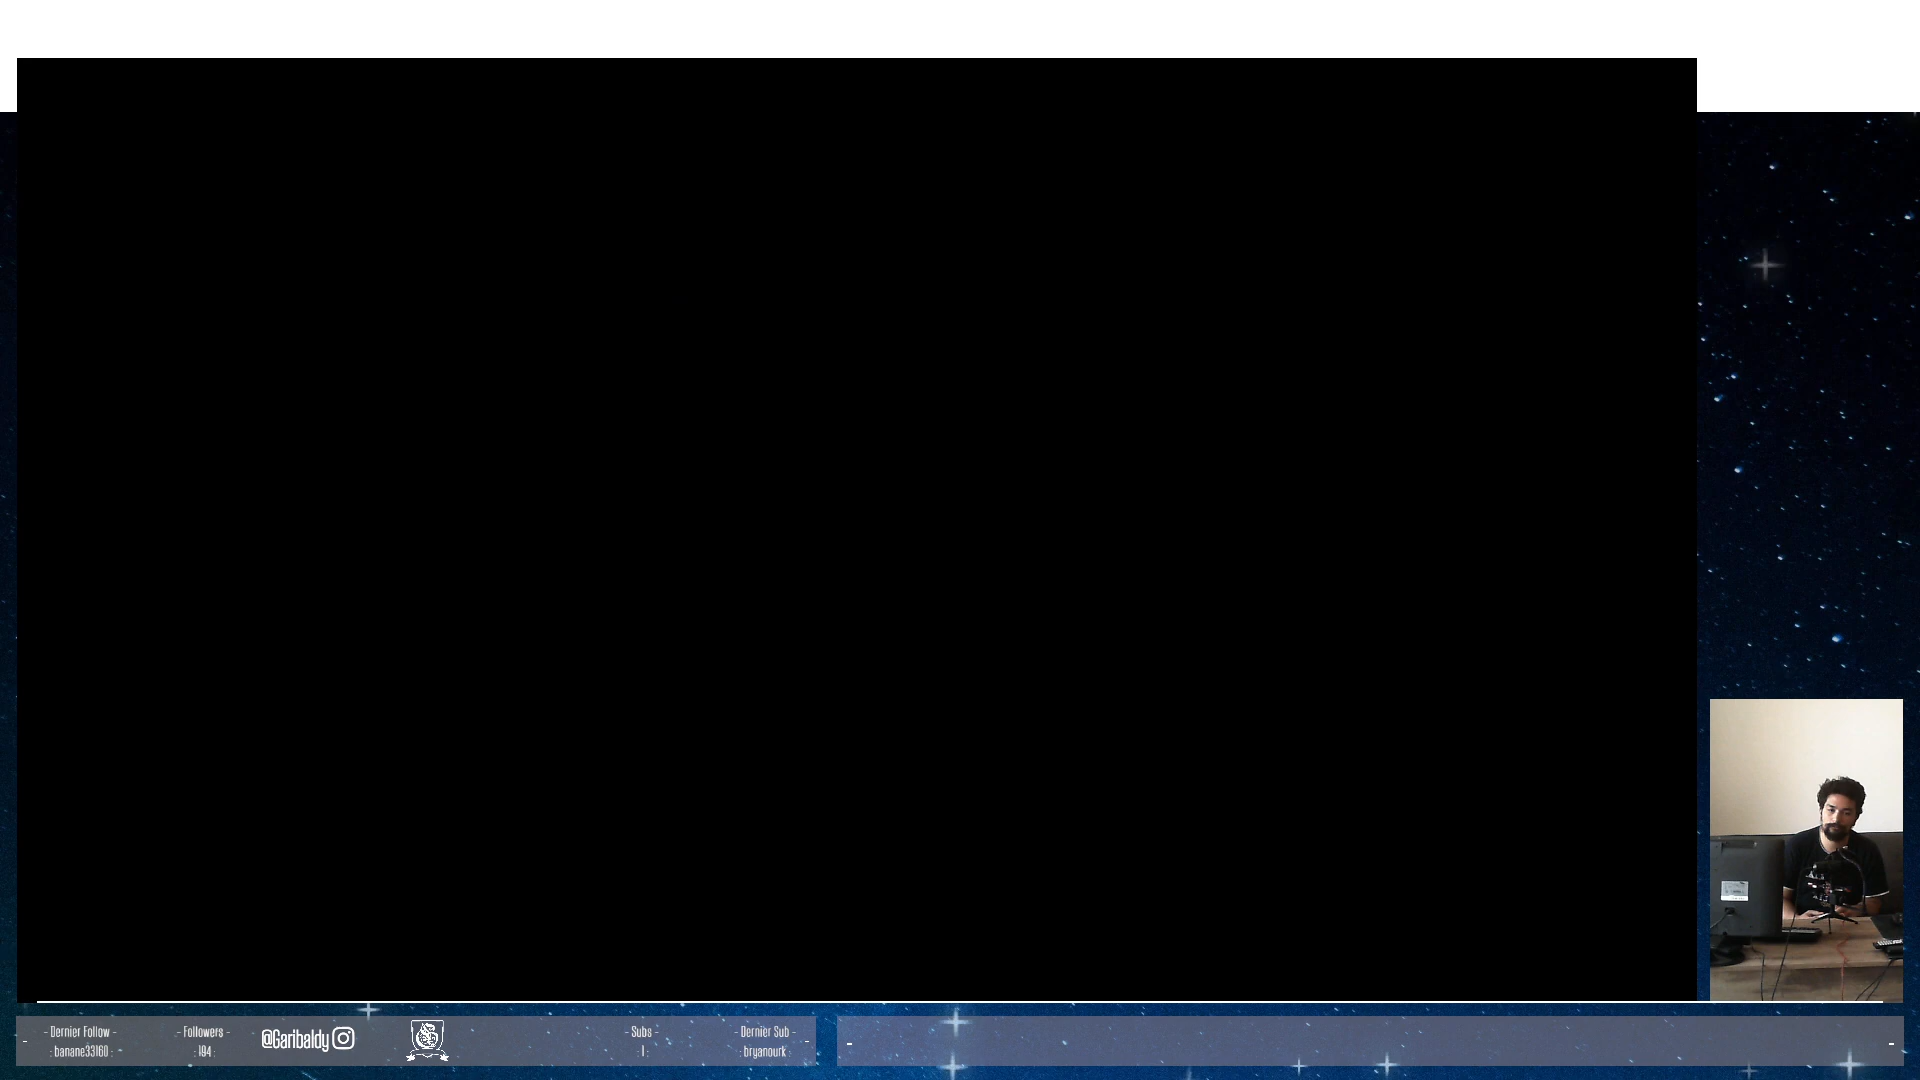 - Dernier Follow -
: banane33160 :
- Followers -
: 194 :
@Garibaldy
- Subs -
: 1 :
- Dernier Sub -
: bryanourk :